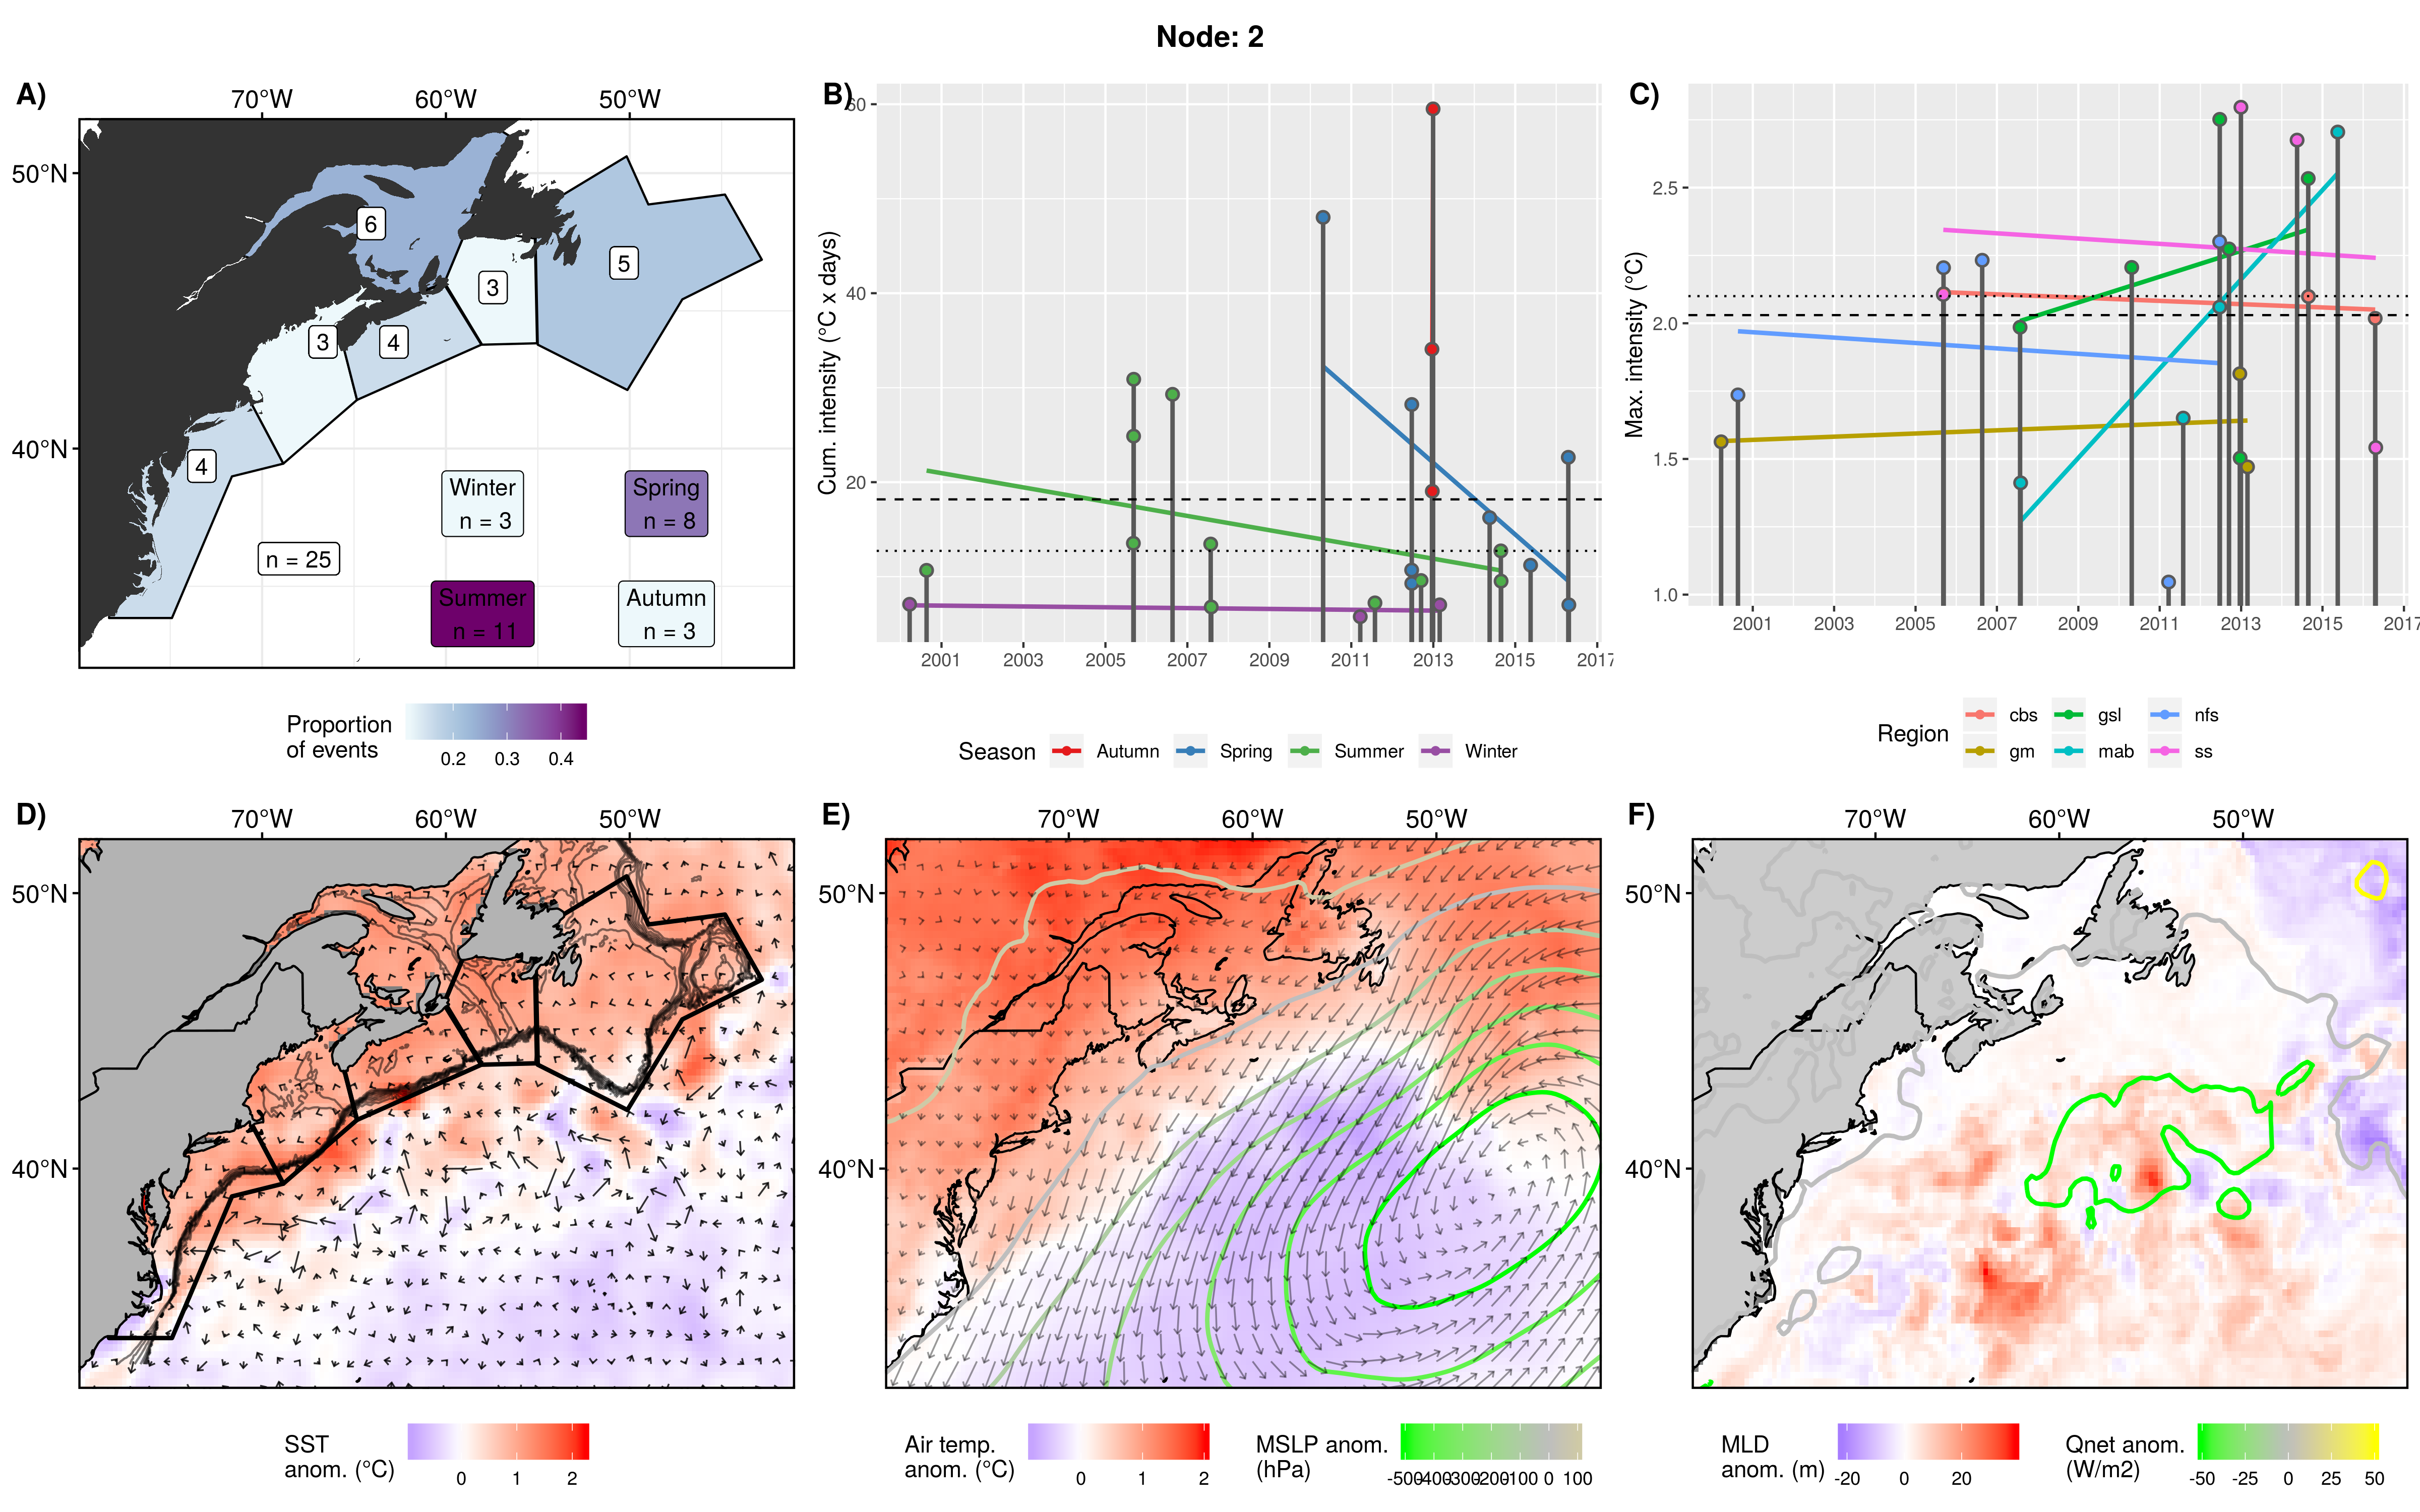 Node: 2
A)
70°W 60°W 50°W
50°N
40°N
6
5
3
3
4
4
n = 25
Winter
n = 3
Spring
n = 8
Summer
n = 11
Autumn
n = 3
Proportion
of events
0.2 0.3 0.4
B)
Cum. intensity (°C x days)
60
40
20
2001 2003 2005 2007 2009 2011 2013 2015 2017
Season Autumn Spring Summer Winter
C)
Max. intensity (°C)
2.5
2.0
1.5
1.0
2001 2003 2005 2007 2009 2011 2013 2015 2017
Region
cbs gsl nfs
gm mab ss
D)
70°W 60°W 50°W
50°N
40°N
SST
anom. (°C)
0 1 2
E)
70°W 60°W 50°W
50°N
40°N
Air temp.
anom. (°C)
0 1 2
MSLP anom.
(hPa)
-500 -400 -300 -200 -100 0 100
F)
70°W 60°W 50°W
50°N
40°N
MLD
anom. (m)
-20 0 20
Qnet anom.
(W/m2)
-50 -25 0 25 50